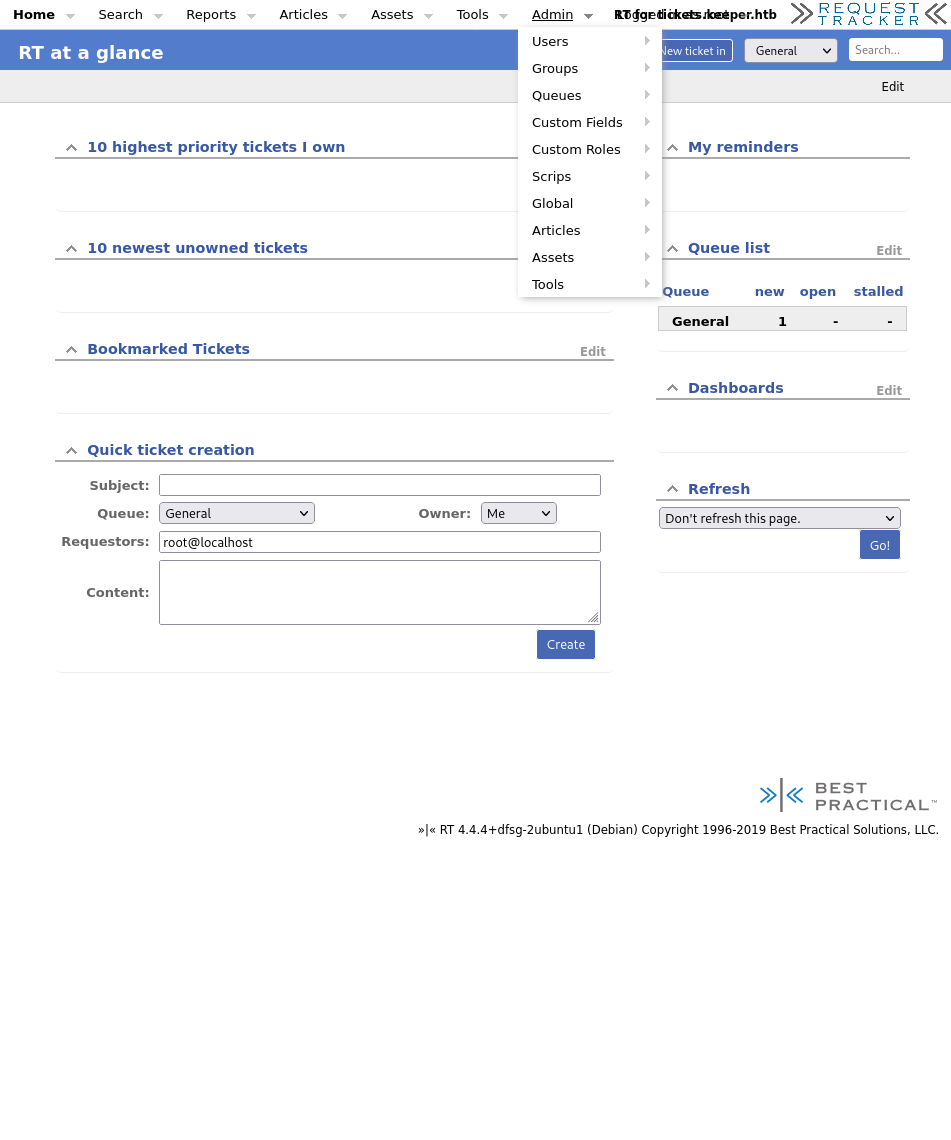 Home Search Reports Articles Assets Tools Admin RT for tickets.keeper.htb REQUEST TRACKER
RT at a glance New ticket in General Search...
Edit
Users
Groups
Queues
Custom Fields
Custom Roles
Scrips
Global
Articles
Assets
Tools
10 highest priority tickets I own
10 newest unowned tickets
Bookmarked Tickets Edit
Quick ticket creation
Subject:
Queue: General Owner: Me
Requestors: root@localhost
Content:
Create
My reminders
Queue list Edit
Queue new open stalled
General 1 - -
Dashboards Edit
Refresh
Don't refresh this page.
Go!
BEST
PRACTICAL™
»|« RT 4.4.4+dfsg-2ubuntu1 (Debian) Copyright 1996-2019 Best Practical Solutions, LLC.